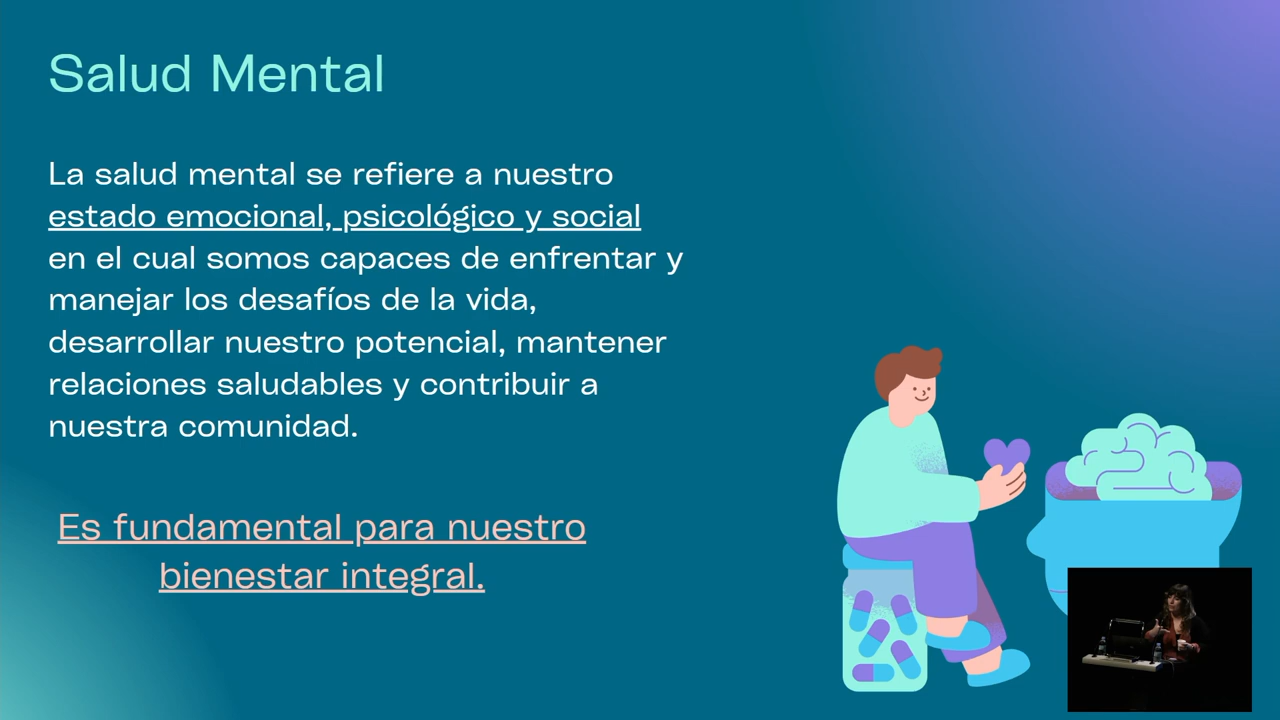 Salud Mental
La salud mental se refiere a nuestro
estado emocional, psicológico y social
en el cual somos capaces de enfrentar y
manejar los desafíos de la vida,
desarrollar nuestro potencial, mantener
relaciones saludables y contribuir a
nuestra comunidad.
Es fundamental para nuestro
bienestar integral.